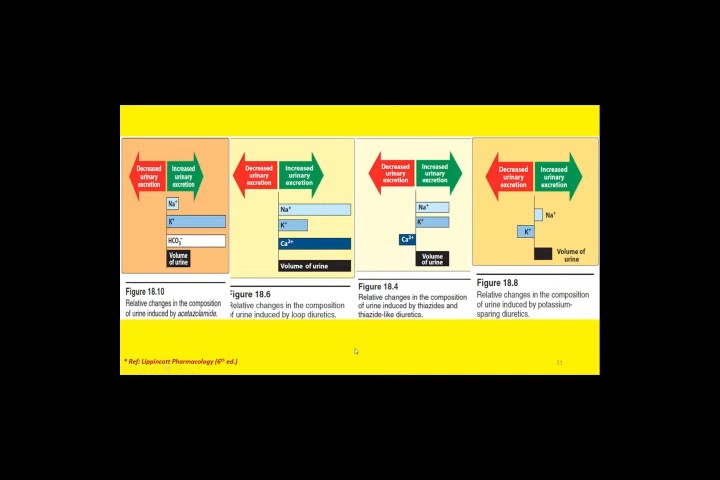 Decreased
urinary
excretion
Increased
urinary
excretion
Na⁺
K⁺
HCO₃⁻
Volume
of urine
Figure 18.10
Relative changes in the composition
of urine induced by acetazolamide.
Decreased
urinary
excretion
Increased
urinary
excretion
Na⁺
K⁺
Ca²⁺
Volume of urine
Figure 18.6
Relative changes in the composition
of urine induced by loop diuretics.
Decreased
urinary
excretion
Increased
urinary
excretion
Na⁺
K⁺
Ca²⁺
Volume
of urine
Figure 18.4
Relative changes in the composition
of urine induced by thiazides and
thiazide-like diuretics.
Decreased
urinary
excretion
Increased
urinary
excretion
Na⁺
K⁺
Volume of
urine
Figure 18.8
Relative changes in the composition
of urine induced by potassium-
sparing diuretics.
* Ref: Lippincott Pharmacology (6th ed.)